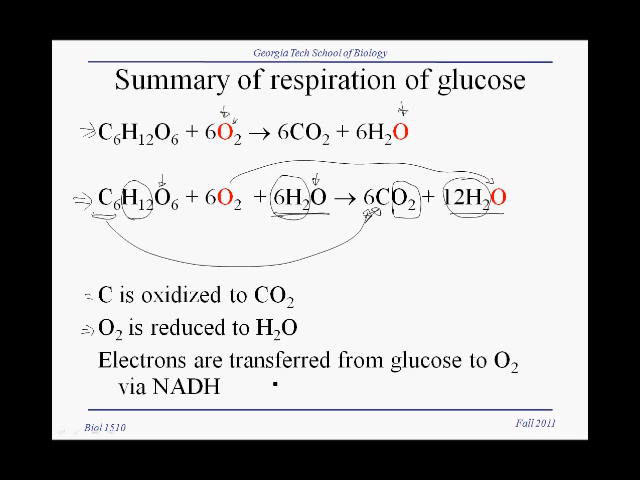 Georgia Tech School of Biology
Summary of respiration of glucose
C₆H₁₂O₆ + 6O₂ → 6CO₂ + 6H₂O
C₆H₁₂O₆ + 6O₂ + 6H₂O → 6CO₂ + 12H₂O
C is oxidized to CO₂
O₂ is reduced to H₂O
Electrons are transferred from glucose to O₂
via NADH
Biol 1510
Fall 2011